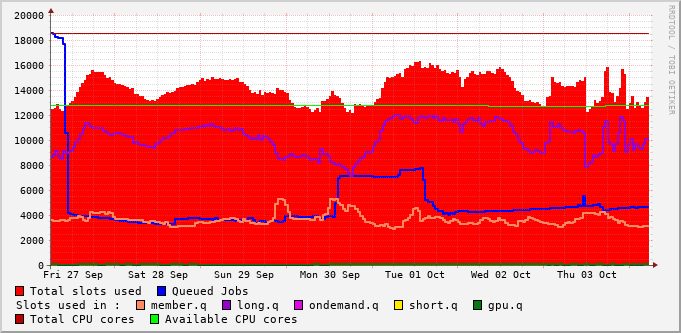 20000
18000
16000
14000
12000
10000
8000
6000
4000
2000
0
Fri 27 Sep Sat 28 Sep Sun 29 Sep Mon 30 Sep Tue 01 Oct Wed 02 Oct Thu 03 Oct
Total slots used Queued Jobs
Slots used in : member.q long.q ondemand.q short.q gpu.q
Total CPU cores Available CPU cores
RRDTOOL / TOBI OETIKER